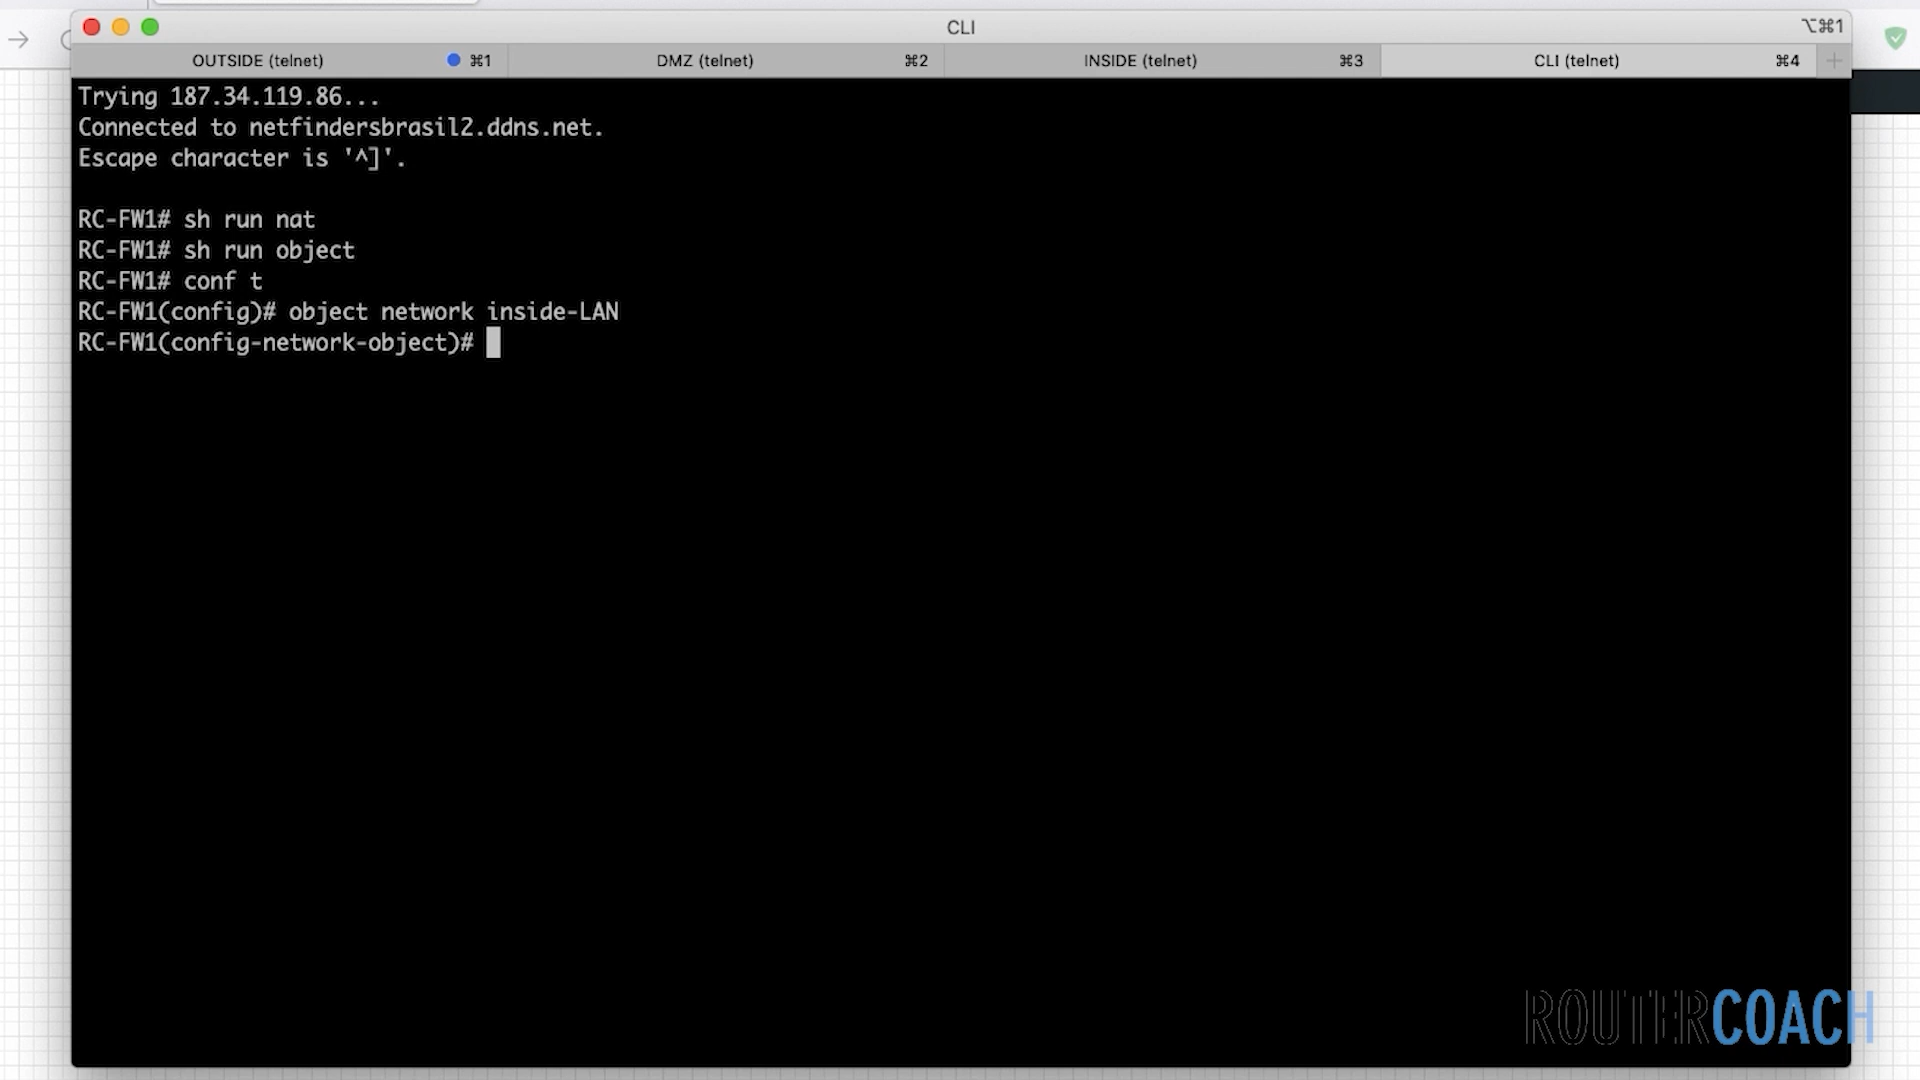 CLI
⌥⌘1
OUTSIDE (telnet) ⌘1 DMZ (telnet) ⌘2 INSIDE (telnet) ⌘3 CLI (telnet) ⌘4
Trying 187.34.119.86...
Connected to netfindersbrasil2.ddns.net.
Escape character is '^]'.
RC-FW1# sh run nat
RC-FW1# sh run object
RC-FW1# conf t
RC-FW1(config)# object network inside-LAN
RC-FW1(config-network-object)#
ROUTERCOACH